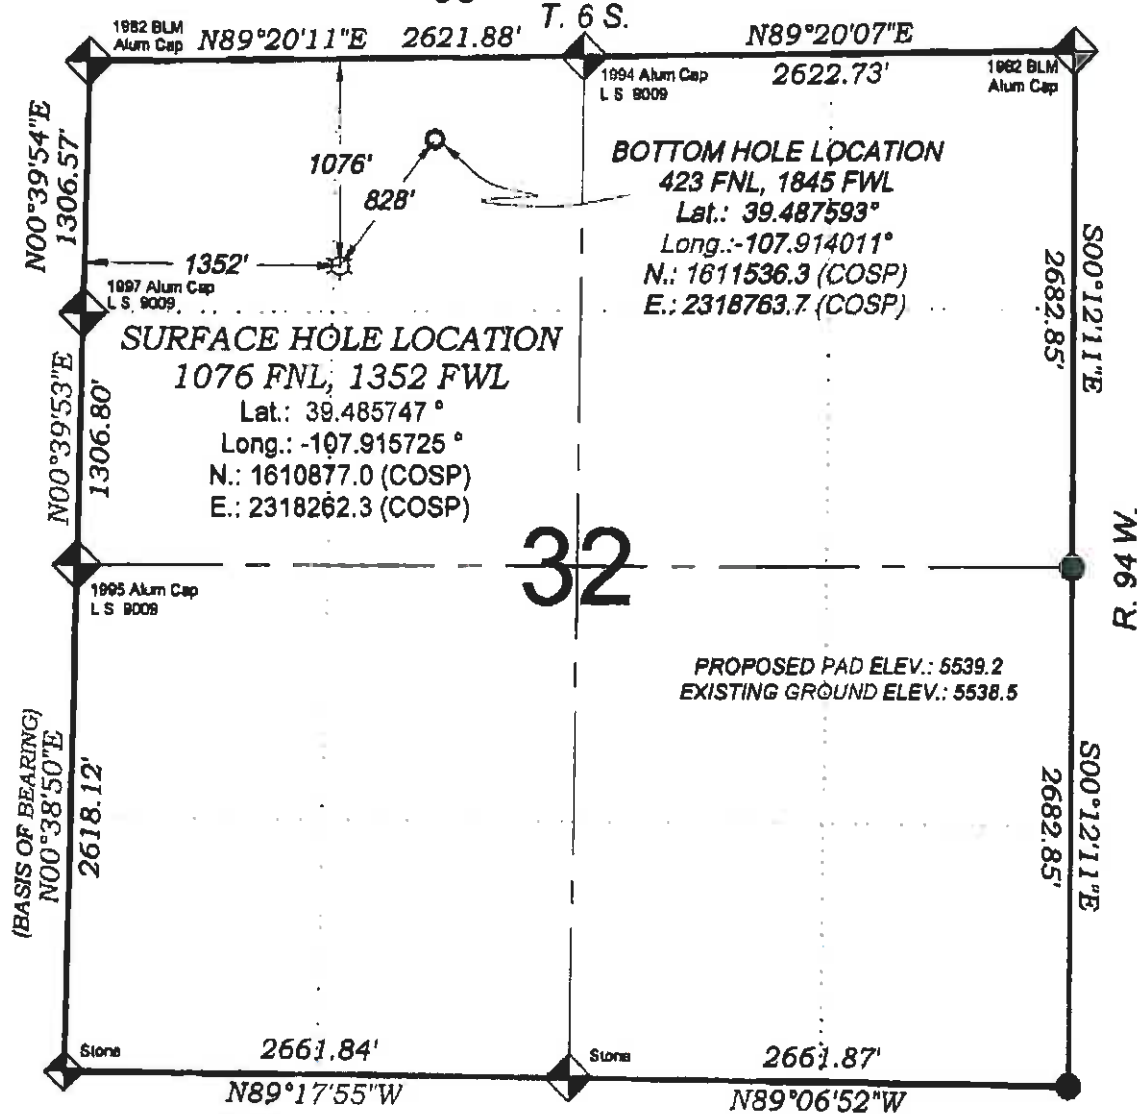 T. 6 S.
1982 BLM
Alum Cap
N89°20'11"E 2621.88'
N89°20'07"E
2622.73'
1994 Alum Cap
L S 9009
1982 BLM
Alum Cap
N00°39'54"E
1306.57'
1076'
828'
1352'
BOTTOM HOLE LOCATION
423 FNL, 1845 FWL
Lat.: 39.487593°
Long.:-107.914011°
N.: 1611536.3 (COSP)
E.: 2318763.7 (COSP)
S00°12'11"E
2682.85'
1997 Alum Cap
L S 9009
SURFACE HOLE LOCATION
1076 FNL, 1352 FWL
Lat.: 39.485747 °
Long.: -107.915725 °
N.: 1610877.0 (COSP)
E.: 2318262.3 (COSP)
N00°39'53"E
1306.80'
32
R. 94 W.
1995 Alum Cap
L S 9009
PROPOSED PAD ELEV.: 5539.2
EXISTING GROUND ELEV.: 5538.5
(BASIS OF BEARING)
N00°38'50"E
2618.12'
S00°12'11"E
2682.85'
Stone
2661.84'
N89°17'55"W
Stone
2661.87'
N89°06'52"W